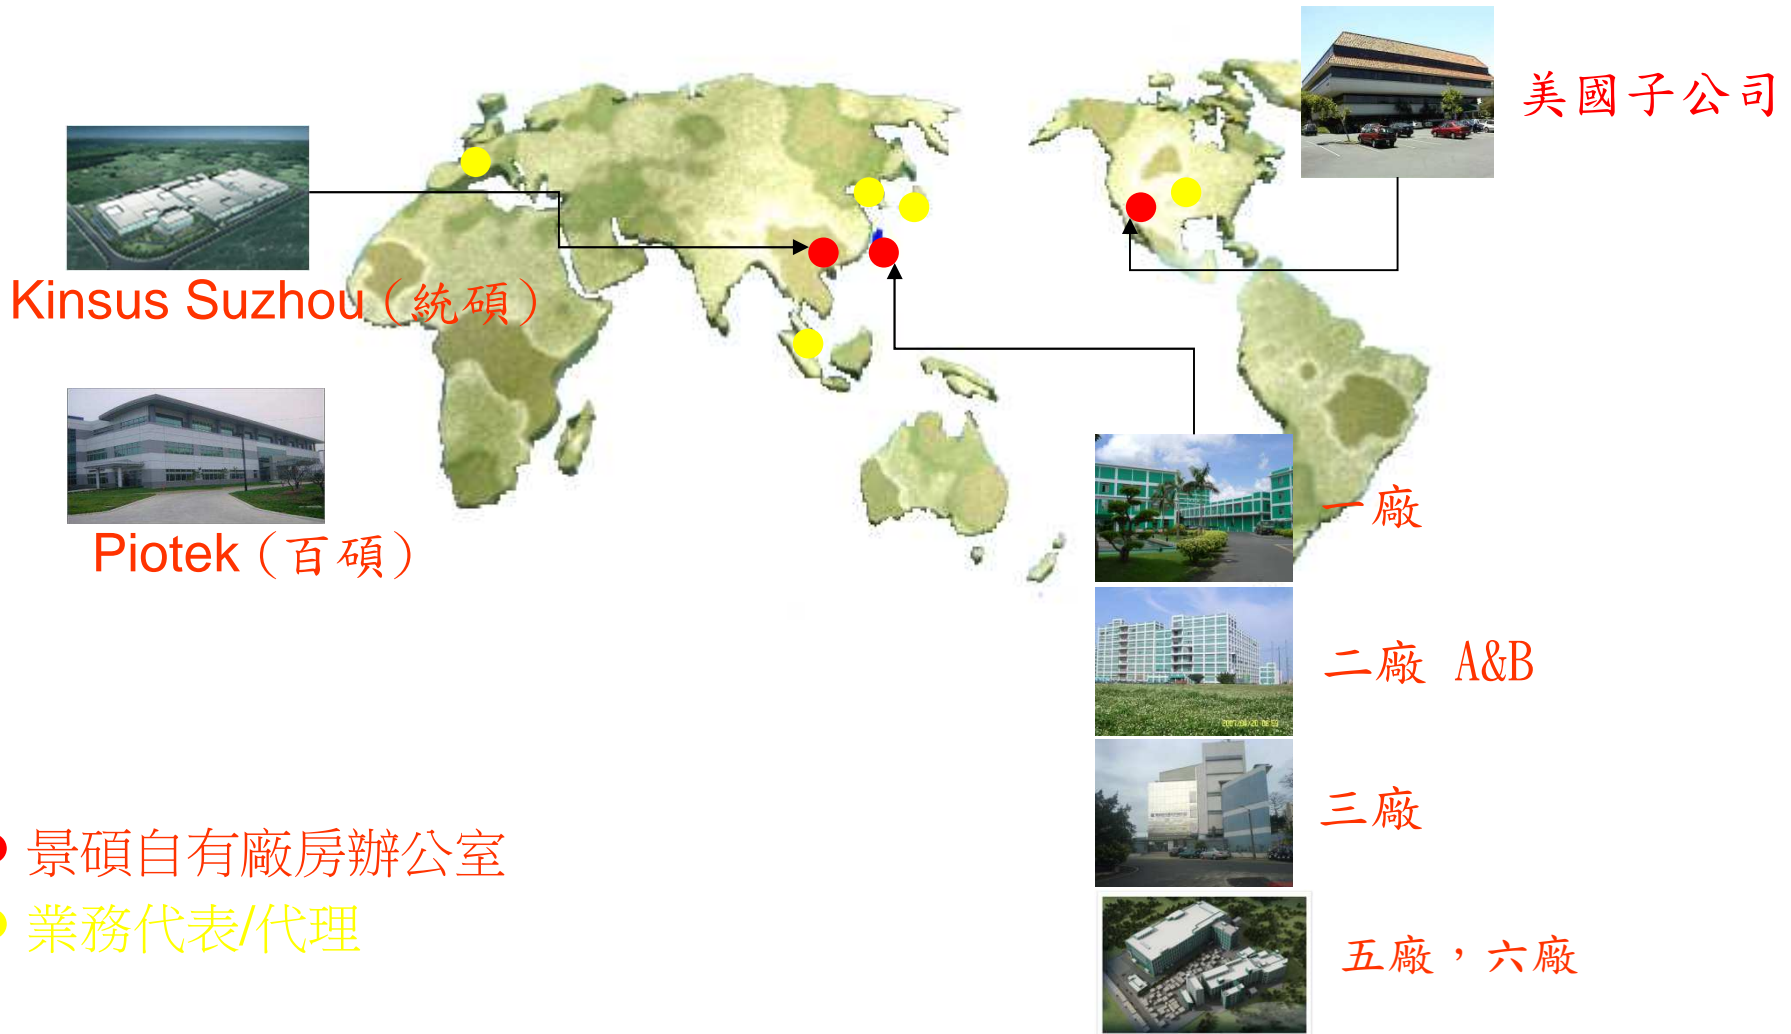 美國子公司
Kinsus Suzhou（統碩）
Piotek（百碩）
一廠
二廠 A&B
三廠
五廠，六廠
景碩自有廠房辦公室
業務代表/代理